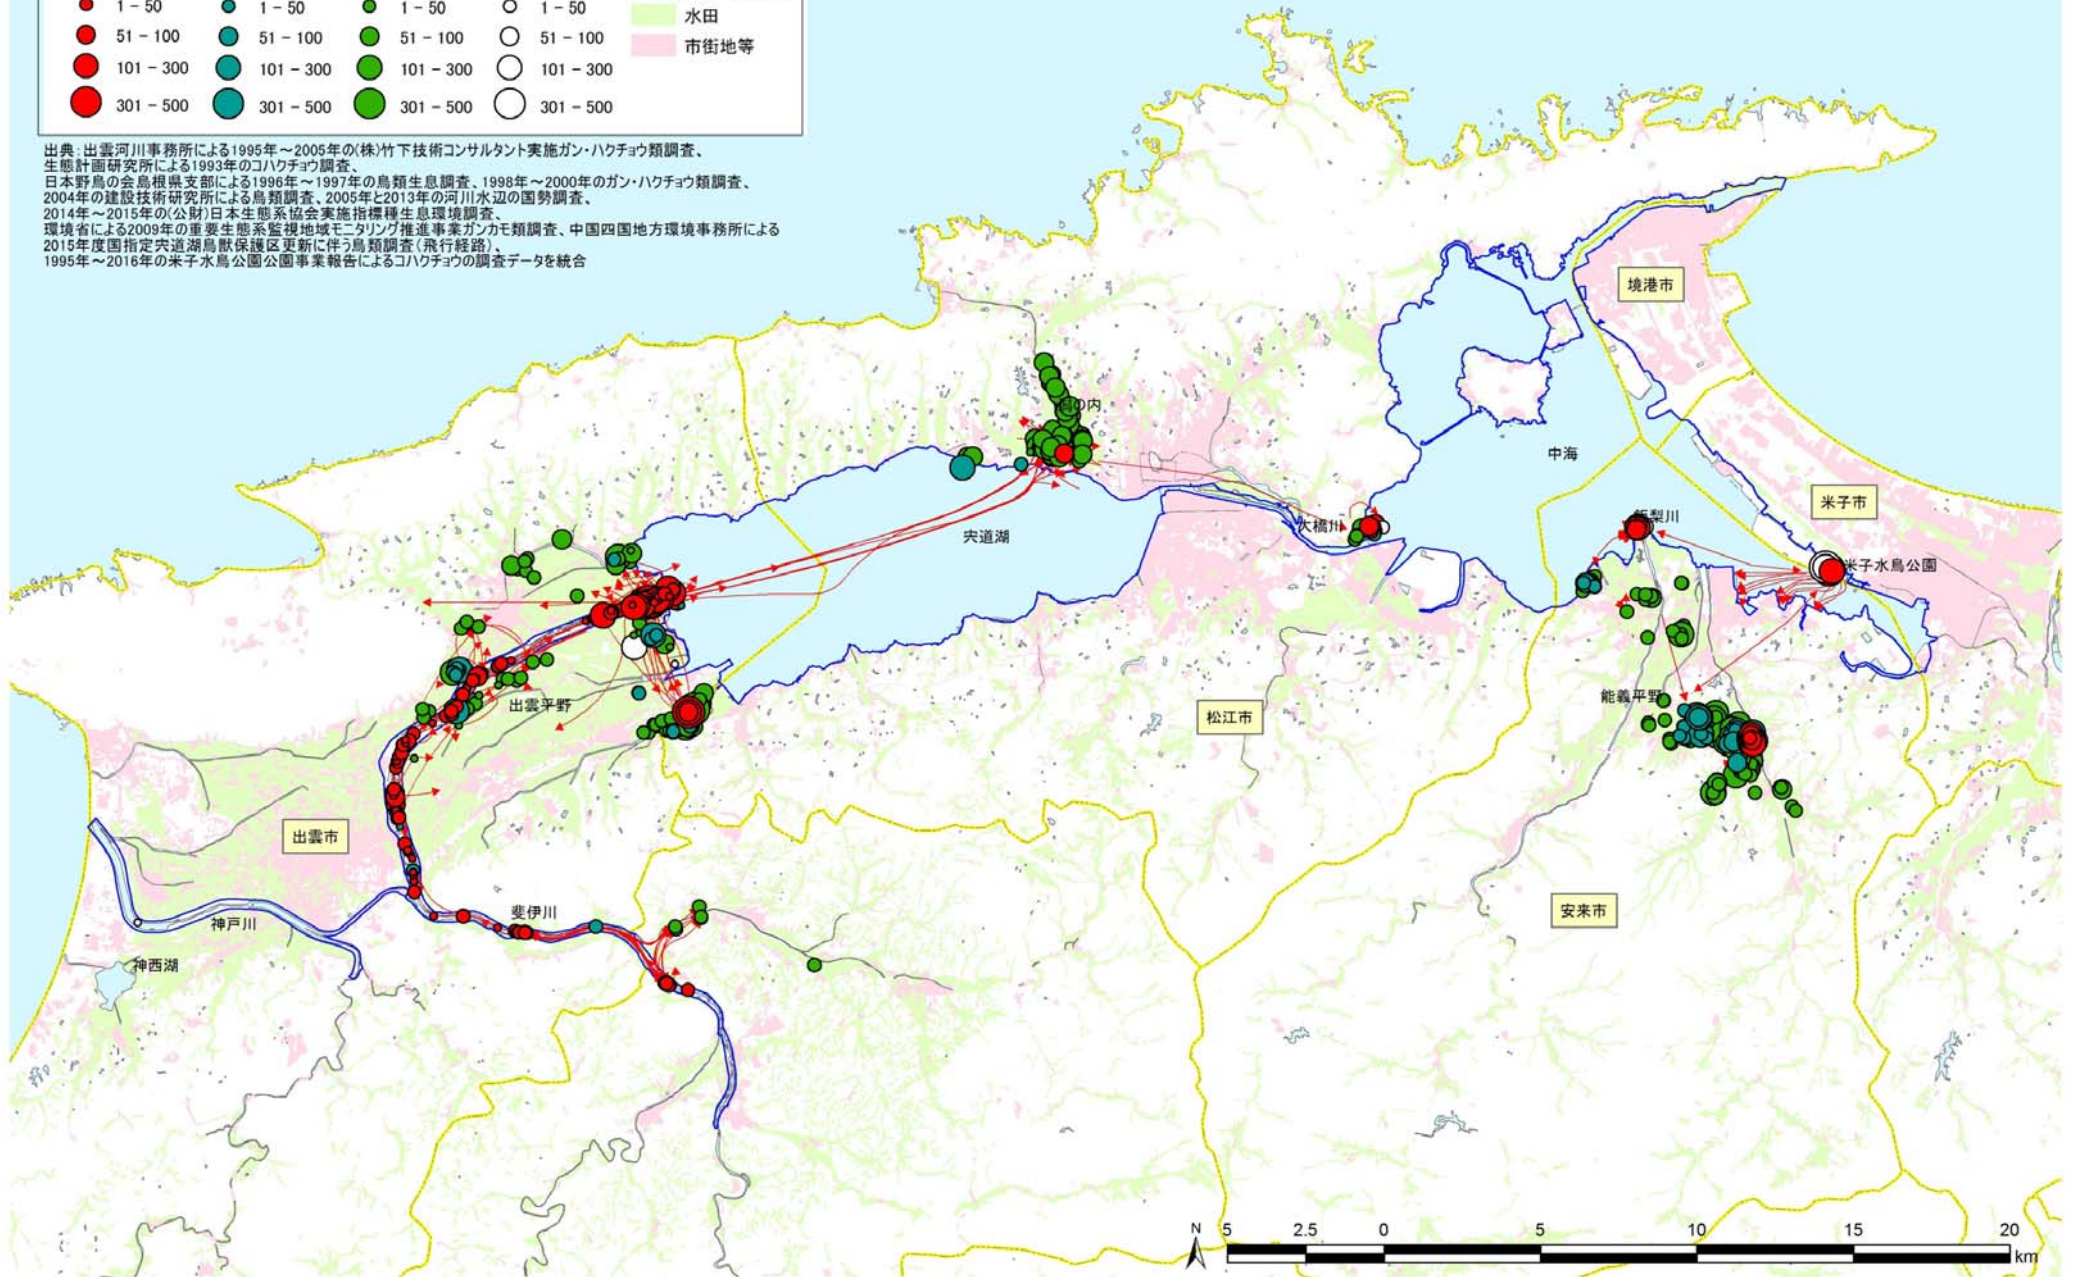 1 - 50 1 - 50 1 - 50 1 - 50
水田
51 - 100 51 - 100 51 - 100 51 - 100
市街地等
101 - 300 101 - 300 101 - 300 101 - 300
301 - 500 301 - 500 301 - 500 301 - 500
出典：出雲河川事務所による1995年～2005年の(株)竹下技術コンサルタント実施ガン・ハクチョウ類調査、
生態計画研究所による1993年のコハクチョウ調査、
日本野鳥の会島根県支部による1996年～1997年の鳥類生息調査、1998年～2000年のガン・ハクチョウ類調査、
2004年の建設技術研究所による鳥類調査、2005年と2013年の河川水辺の国勢調査、
2014年～2015年の(公財)日本生態系協会実施指標種生息環境調査、
環境省による2009年の重要生態系監視地域モニタリング推進事業ガンカモ類調査、中国四国地方環境事務所による
2015年度国指定宍道湖鳥獣保護区更新に伴う鳥類調査(飛行経路)、
1995年～2016年の米子水鳥公園公園事業報告によるコハクチョウの調査データを統合
境港市
の内
中海
米子市
大橋川
梨川
宍道湖
米子水鳥公園
能義平野
出雲平野
松江市
出雲市
斐伊川
安来市
神戸川
神西湖
N 5 2.5 0 5 10 15 20
km